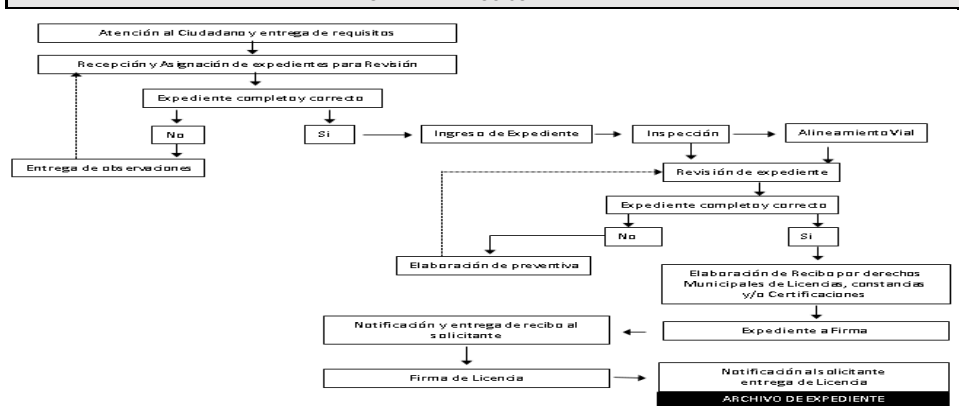 Atención al Ciudadano y entrega de requisitos
Recepción y Asignación de expedientes para Revisión
Expediente completo y correcto
No
Si
Ingreso de Expediente
Inspección
Alineamiento Vial
Entrega de observaciones
Revisión de expediente
Expediente completo y correcto
No
Si
Elaboración de preventiva
Elaboración de Recibo por derechos
Municipales de Licencias, constancias
y/o Certificaciones
Notificación y entrega de recibo al
solicitante
Expediente a Firma
Firma de Licencia
Notificación al solicitante
entrega de Licencia
ARCHIVO DE EXPEDIENTE